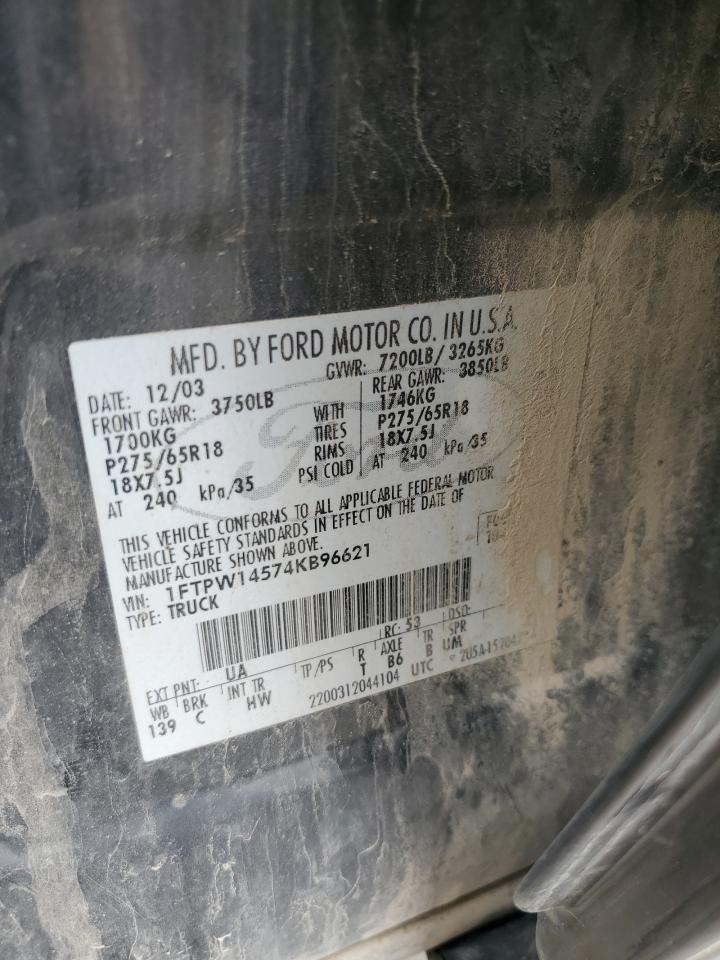 MFD. BY FORD MOTOR CO. IN U.S.A.
DATE: 12/03 GVWR: 7200LB/ 3265KG
FRONT GAWR: 3750LB REAR GAWR: 3850LB
1700KG WITH 1746KG
P275/65R18 TIRES P275/65R18
18X7.5J RIMS 18X7.5J
AT 240 kPa/35 PSI COLD AT 240 kPa/35
Ford
THIS VEHICLE CONFORMS TO ALL APPLICABLE FEDERAL MOTOR
VEHICLE SAFETY STANDARDS IN EFFECT ON THE DATE OF
MANUFACTURE SHOWN ABOVE.
VIN: 1FTPW14574KB96621
TYPE: TRUCK
EXT PNT: UA RC: 53 DSO:
WB BRK INT TR TP/PS R AXLE TR SPR
139 C HW T B6 B UM
2200312044104 UTC